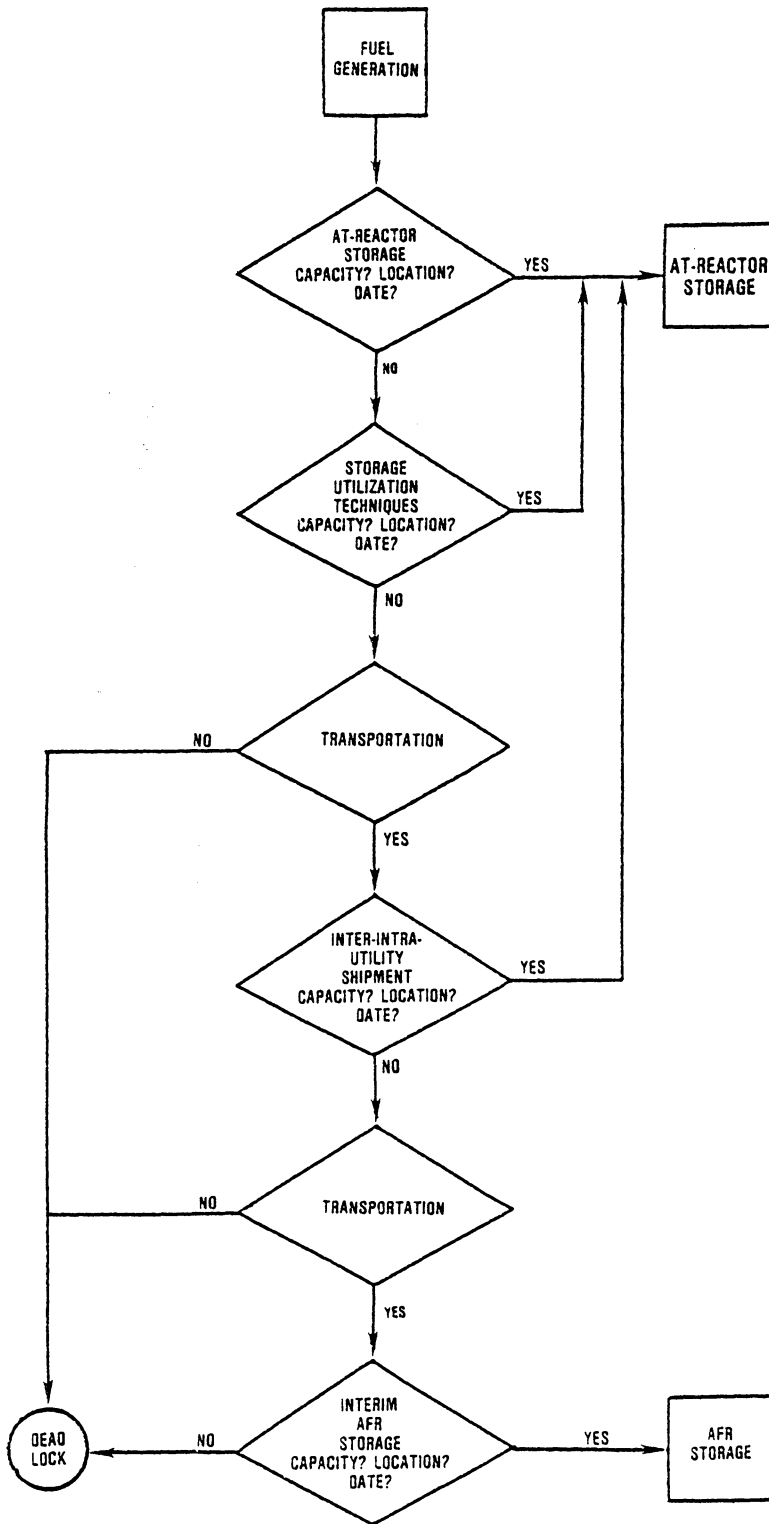 FUEL
GENERATION
AT-REACTOR
STORAGE
CAPACITY? LOCATION?
DATE?
YES
AT-REACTOR
STORAGE
NO
STORAGE
UTILIZATION
TECHNIQUES
CAPACITY? LOCATION?
DATE?
YES
NO
NO
TRANSPORTATION
YES
INTER-INTRA-
UTILITY
SHIPMENT
CAPACITY? LOCATION?
DATE?
YES
NO
NO
TRANSPORTATION
YES
DEAD
LOCK
NO
INTERIM
AFR
STORAGE
CAPACITY? LOCATION?
DATE?
YES
AFR
STORAGE